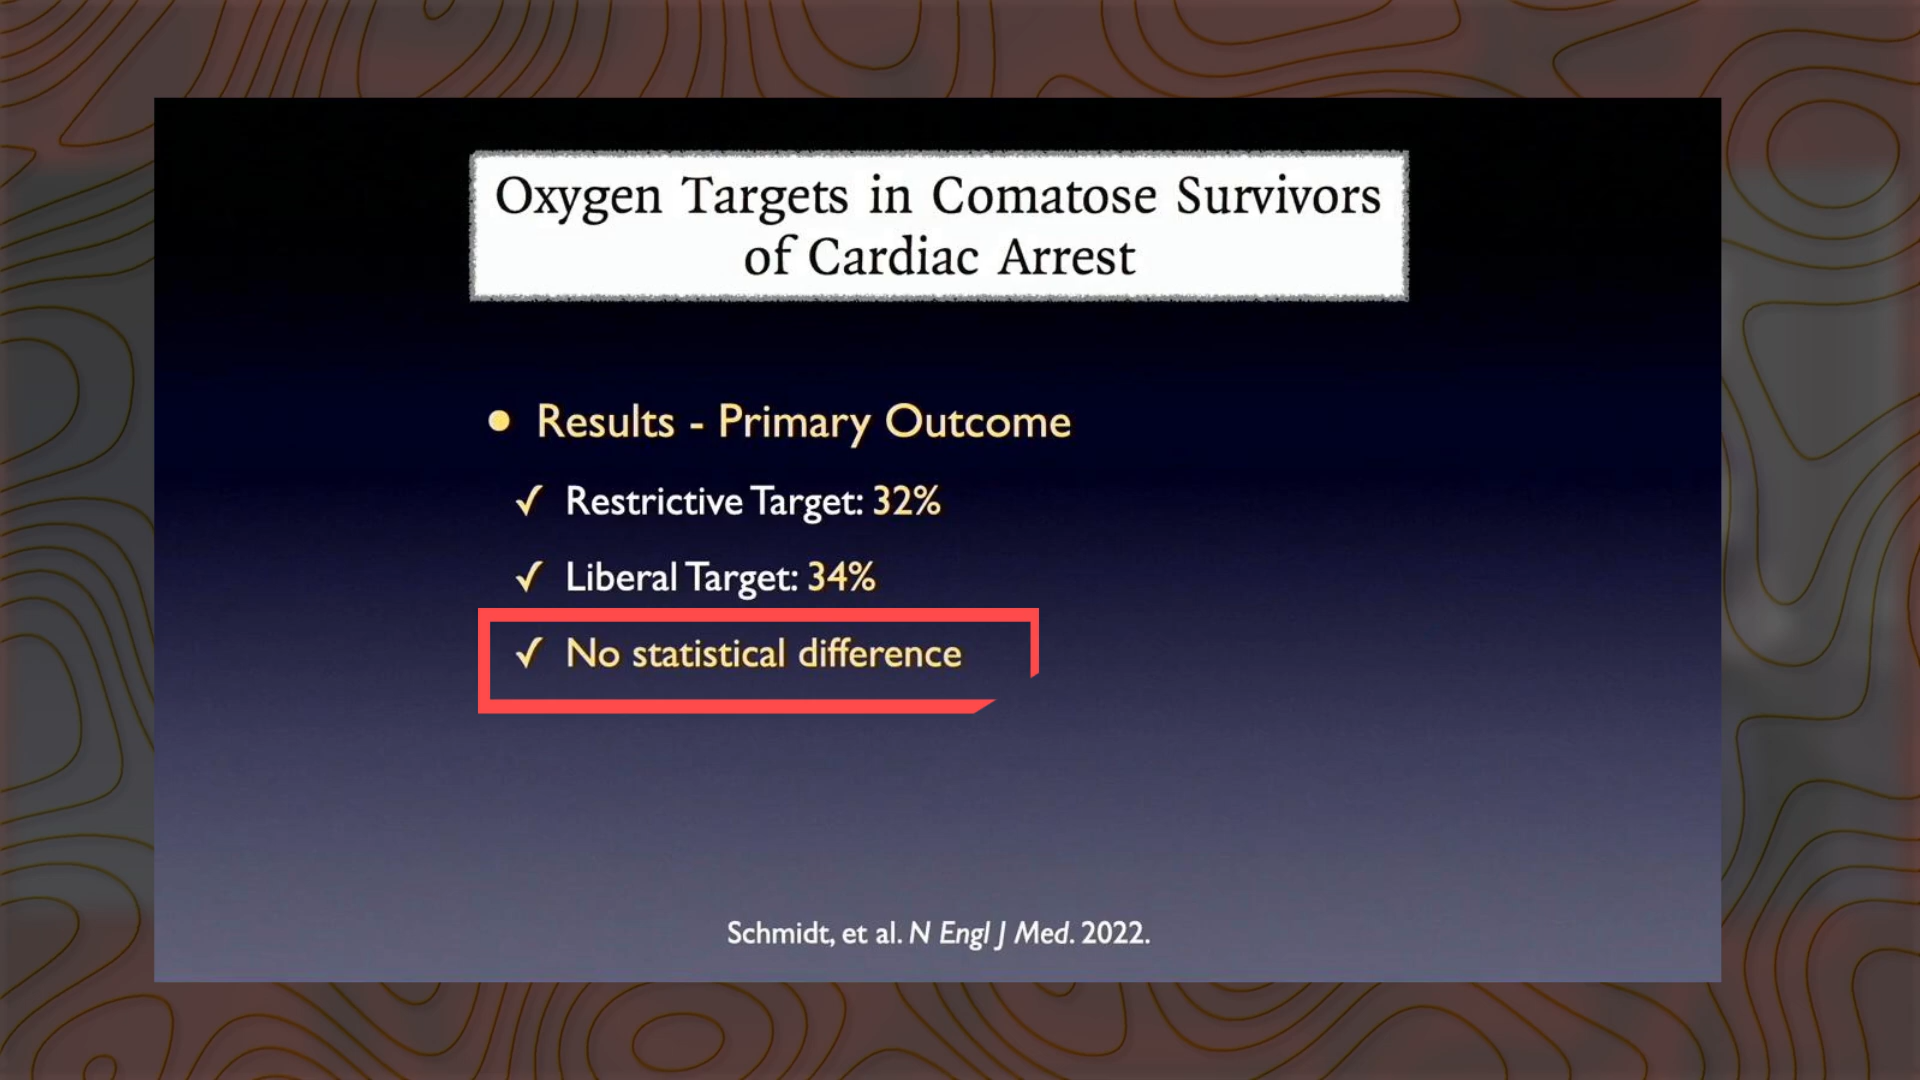 Oxygen Targets in Comatose Survivors
of Cardiac Arrest
• Results - Primary Outcome
✓ Restrictive Target: 32%
✓ Liberal Target: 34%
✓ No statistical difference
Schmidt, et al. N Engl J Med. 2022.